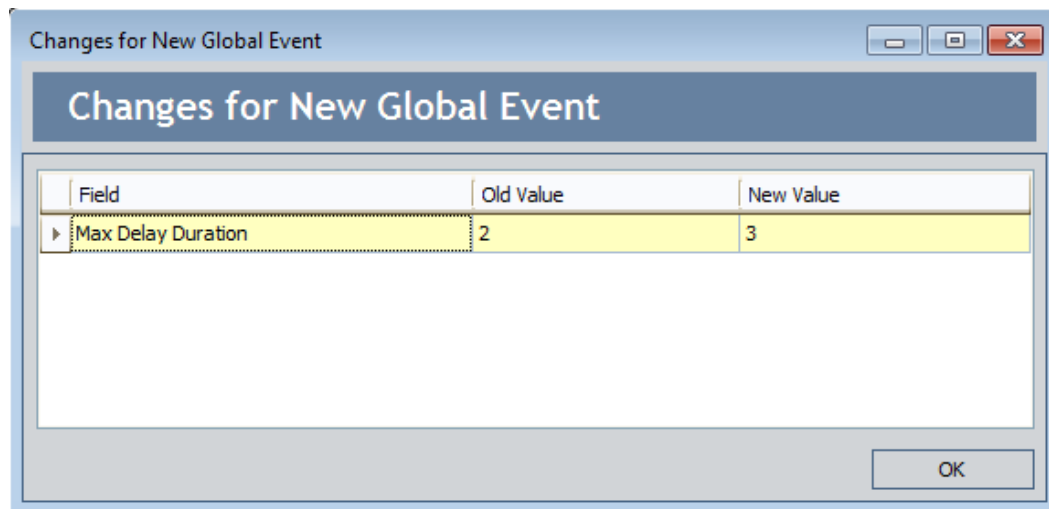 Changes for New Global Event
Changes for New Global Event
Field Old Value New Value
Max Delay Duration 2 3
OK